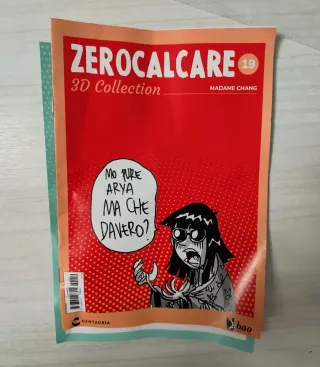 ZEROCALCARE
19
3D Collection
MADAME CHANG
MO PURE
ARYA
MA CHE
DAVERO?
CENTAURIA
bao